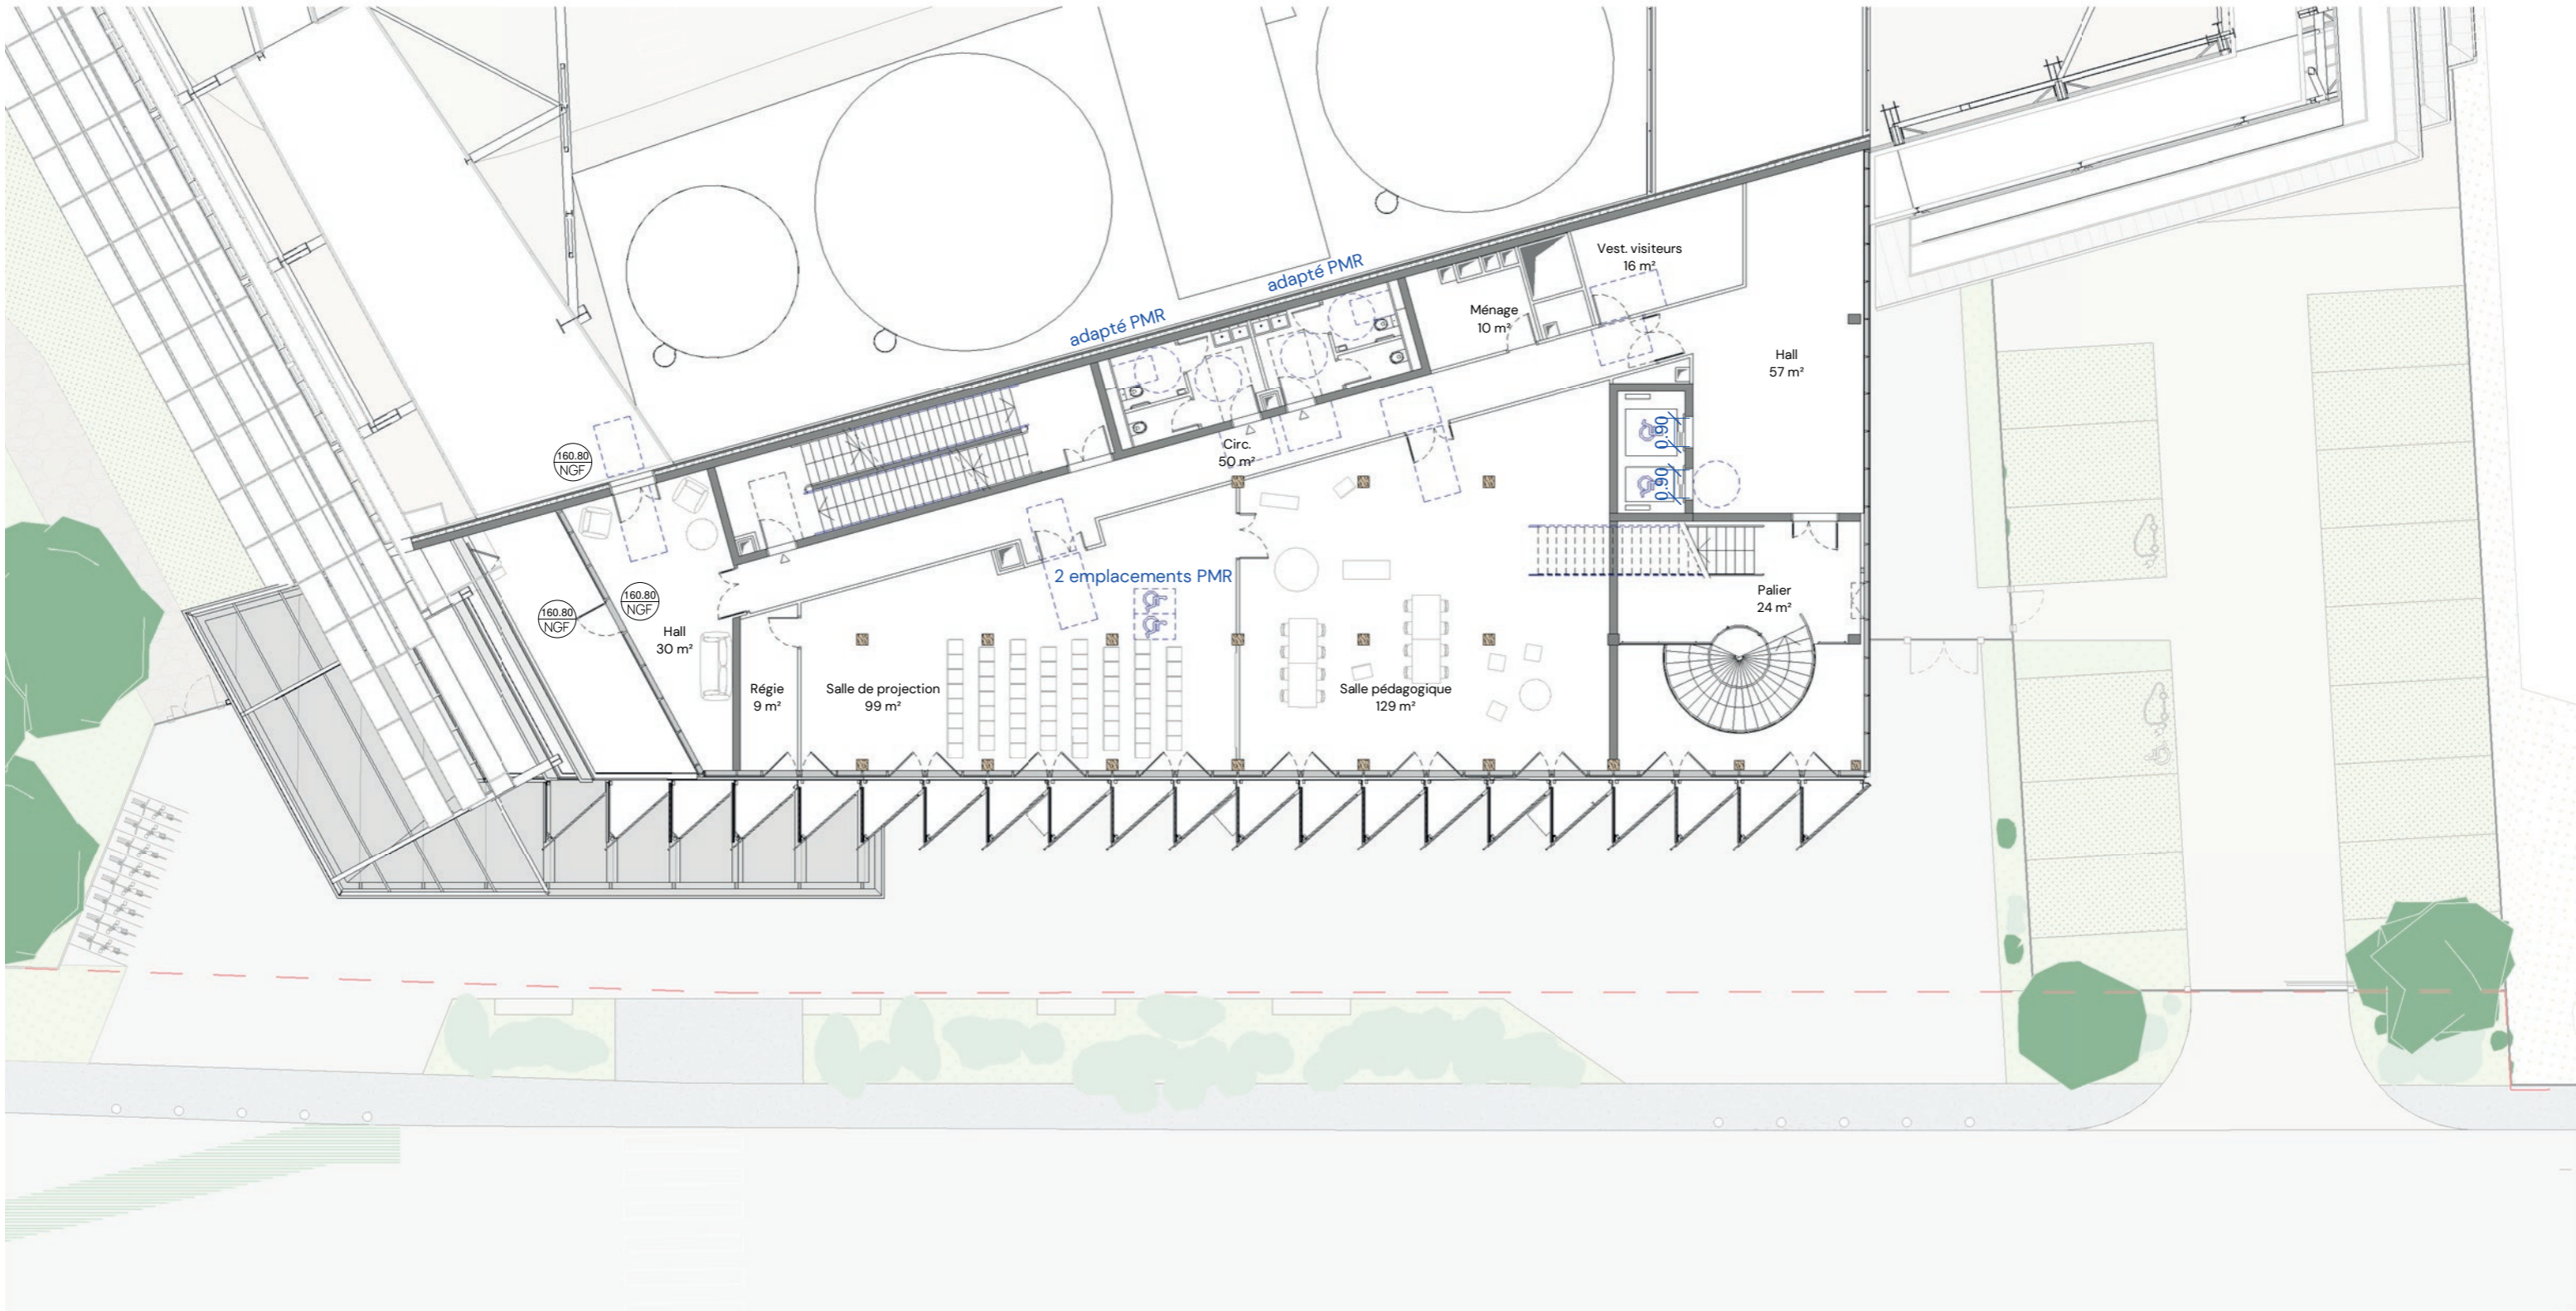 Vest. visiteurs
16 m²
adapté PMR
adapté PMR
Ménage
10 m²
Hall
57 m²
0.90
0.90
Circ.
50 m²
160.80
NGF
160.80
NGF
160.80
NGF
2 emplacements PMR
Palier
24 m²
Hall
30 m²
Régie
9 m²
Salle de projection
99 m²
Salle pédagogique
129 m²